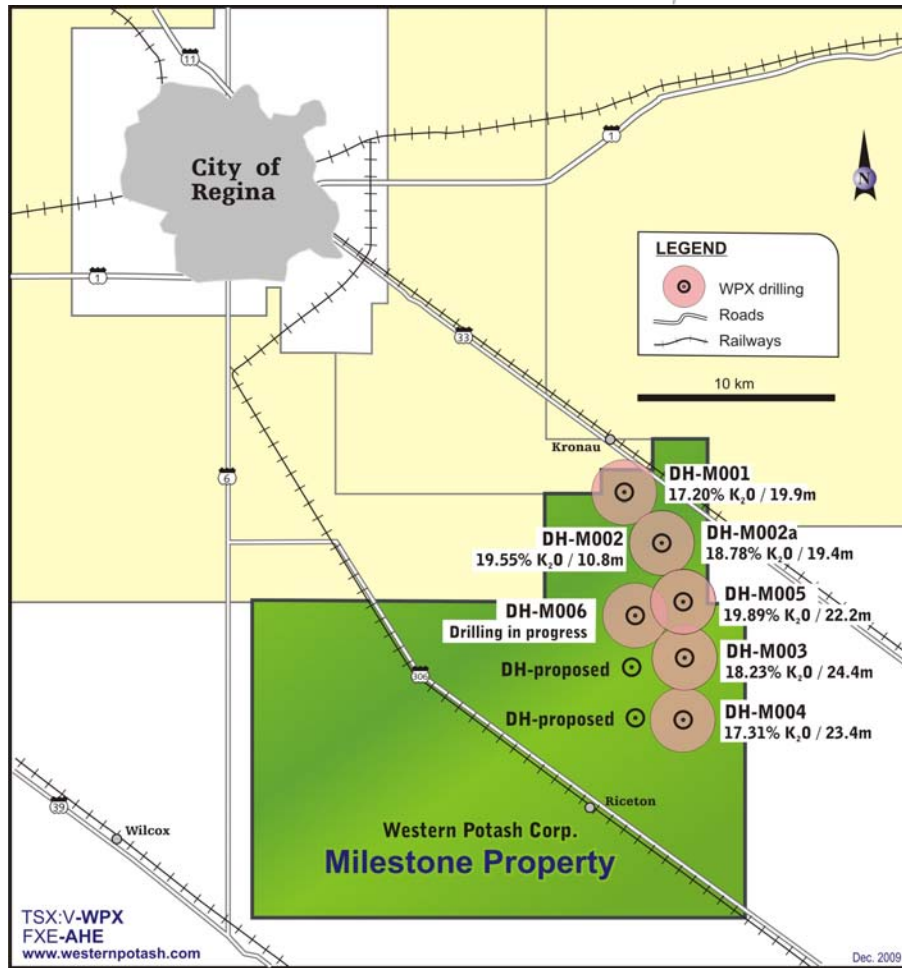 11
City of
Regina
1
N
LEGEND
WPX drilling
Roads
Railways
10 km
1
33
Kronau
6
DH-M001
17.20% K₂O / 19.9m
DH-M002
19.55% K₂O / 10.8m
DH-M002a
18.78% K₂O / 19.4m
DH-M005
19.89% K₂O / 22.2m
DH-M006
Drilling in progress
DH-M003
18.23% K₂O / 24.4m
DH-proposed
306
DH-proposed
DH-M004
17.31% K₂O / 23.4m
39
Wilcox
Riceton
Western Potash Corp.
Milestone Property
TSX:V-WPX
FXE-AHE
www.westernpotash.com
Dec. 2009